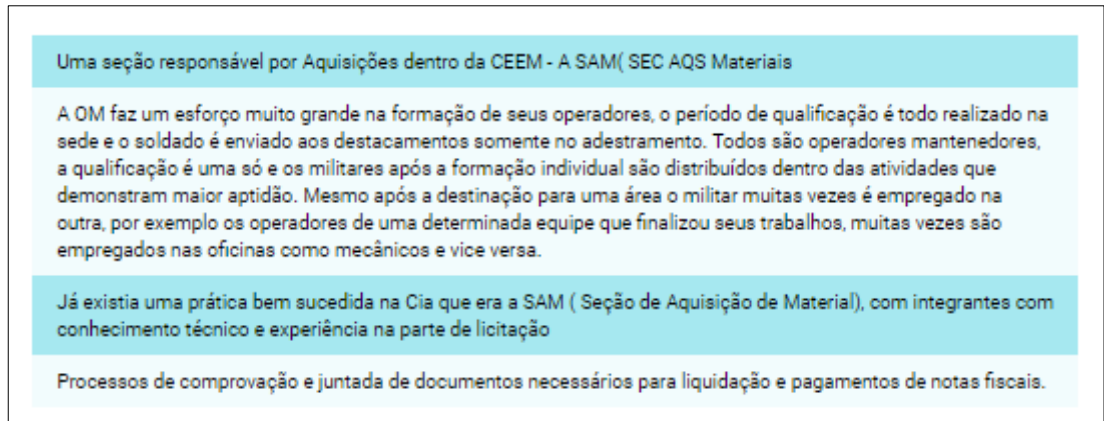 Uma seção responsável por Aquisições dentro da CEEM - A SAM( SEC AQS Materiais
A OM faz um esforço muito grande na formação de seus operadores, o período de qualificação é todo realizado na
sede e o soldado é enviado aos destacamentos somente no adestramento. Todos são operadores mantenedores,
a qualificação é uma só e os militares após a formação individual são distribuídos dentro das atividades que
demonstram maior aptidão. Mesmo após a destinação para uma área o militar muitas vezes é empregado na
outra, por exemplo os operadores de uma determinada equipe que finalizou seus trabalhos, muitas vezes são
empregados nas oficinas como mecânicos e vice versa.
Já existia uma prática bem sucedida na Cia que era a SAM ( Seção de Aquisição de Material), com integrantes com
conhecimento técnico e experiência na parte de licitação
Processos de comprovação e juntada de documentos necessários para liquidação e pagamentos de notas fiscais.